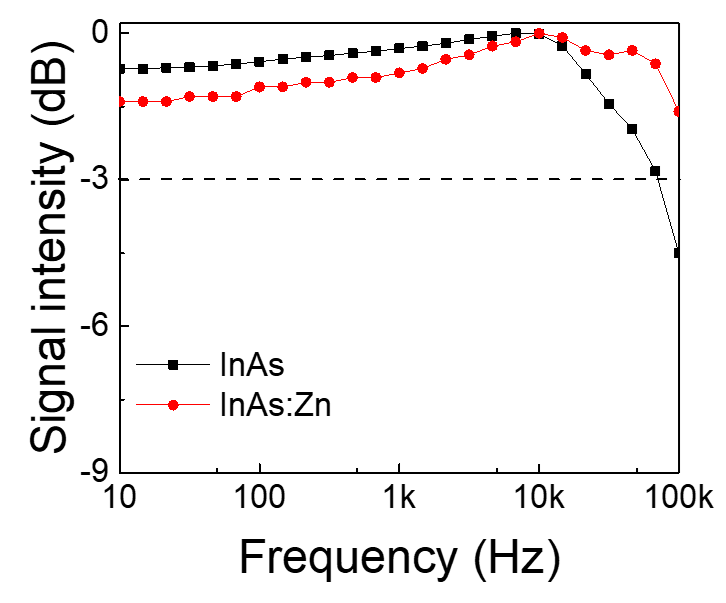 Signal intensity (dB)
0
-3
-6
-9
InAs
InAs:Zn
10 100 1k 10k 100k
Frequency (Hz)